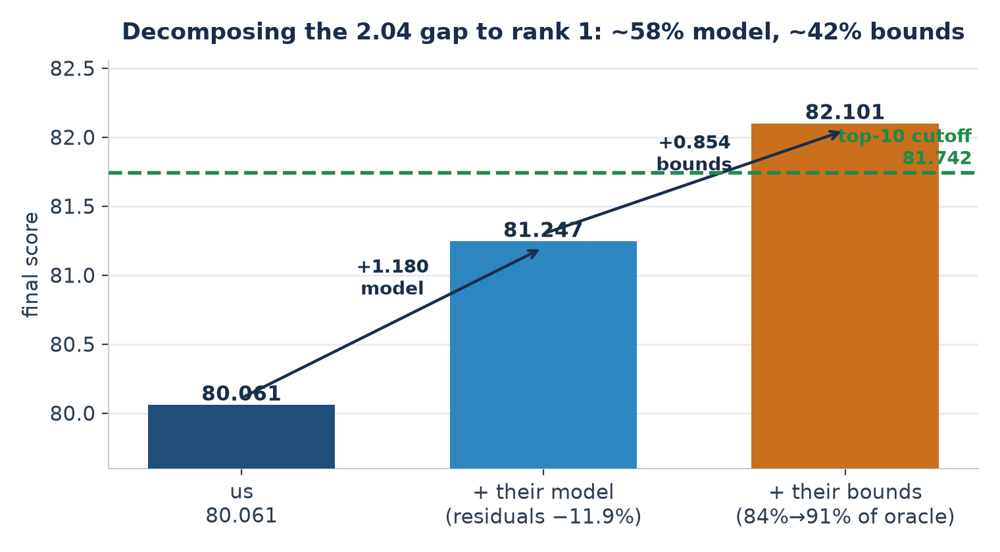 Decomposing the 2.04 gap to rank 1: ~58% model, ~42% bounds
final score
82.5
82.0
81.5
81.0
80.5
80.0
80.061
+1.180
model
81.247
+0.854
bounds
82.101
top-10 cutoff
81.742
us
80.061
+ their model
(residuals −11.9%)
+ their bounds
(84%→91% of oracle)